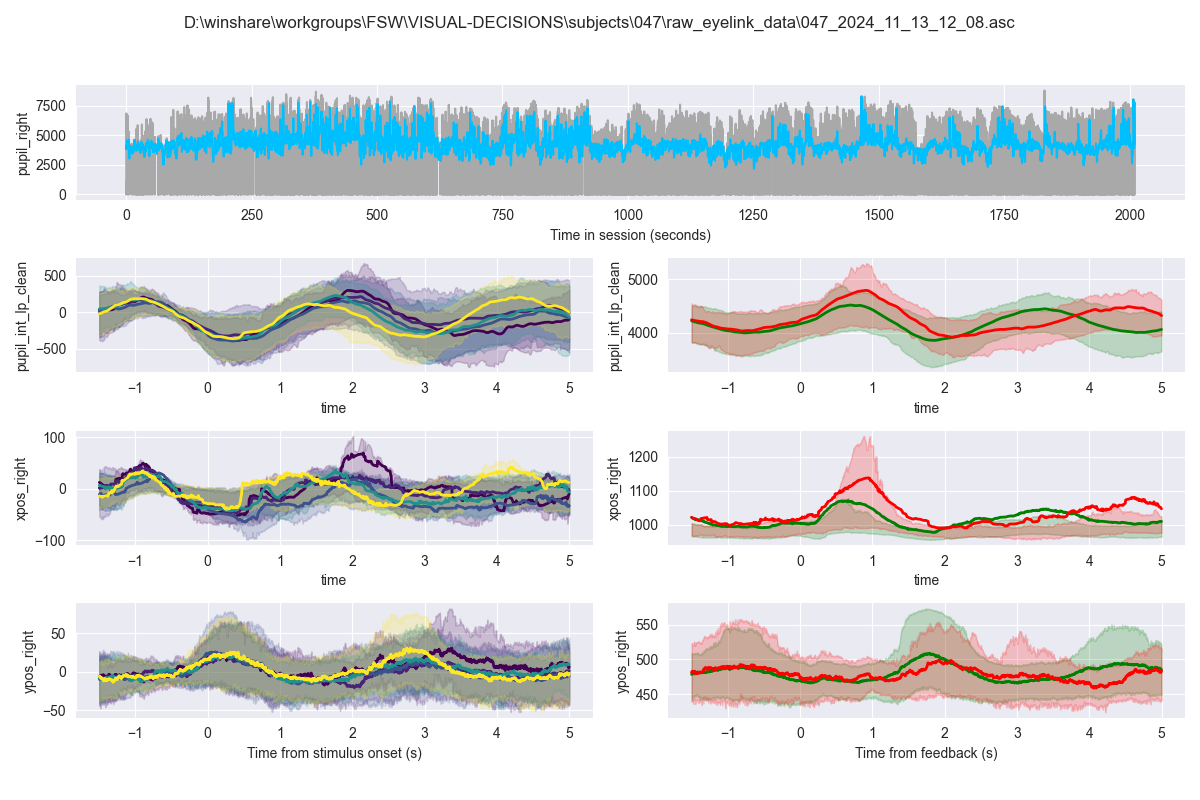 D:\winshare\workgroups\FSW\VISUAL-DECISIONS\subjects\047\raw_eyelink_data\047_2024_11_13_12_08.asc
pupil_right
7500
5000
2500
0
0 250 500 750 1000 1250 1500 1750 2000
Time in session (seconds)
pupil_int_lp_clean
500
0
−500
−1 0 1 2 3 4 5
time
pupil_int_lp_clean
5000
4000
−1 0 1 2 3 4 5
time
xpos_right
100
0
−100
−1 0 1 2 3 4 5
time
xpos_right
1200
1100
1000
−1 0 1 2 3 4 5
time
ypos_right
50
0
−50
−1 0 1 2 3 4 5
Time from stimulus onset (s)
ypos_right
550
500
450
−1 0 1 2 3 4 5
Time from feedback (s)